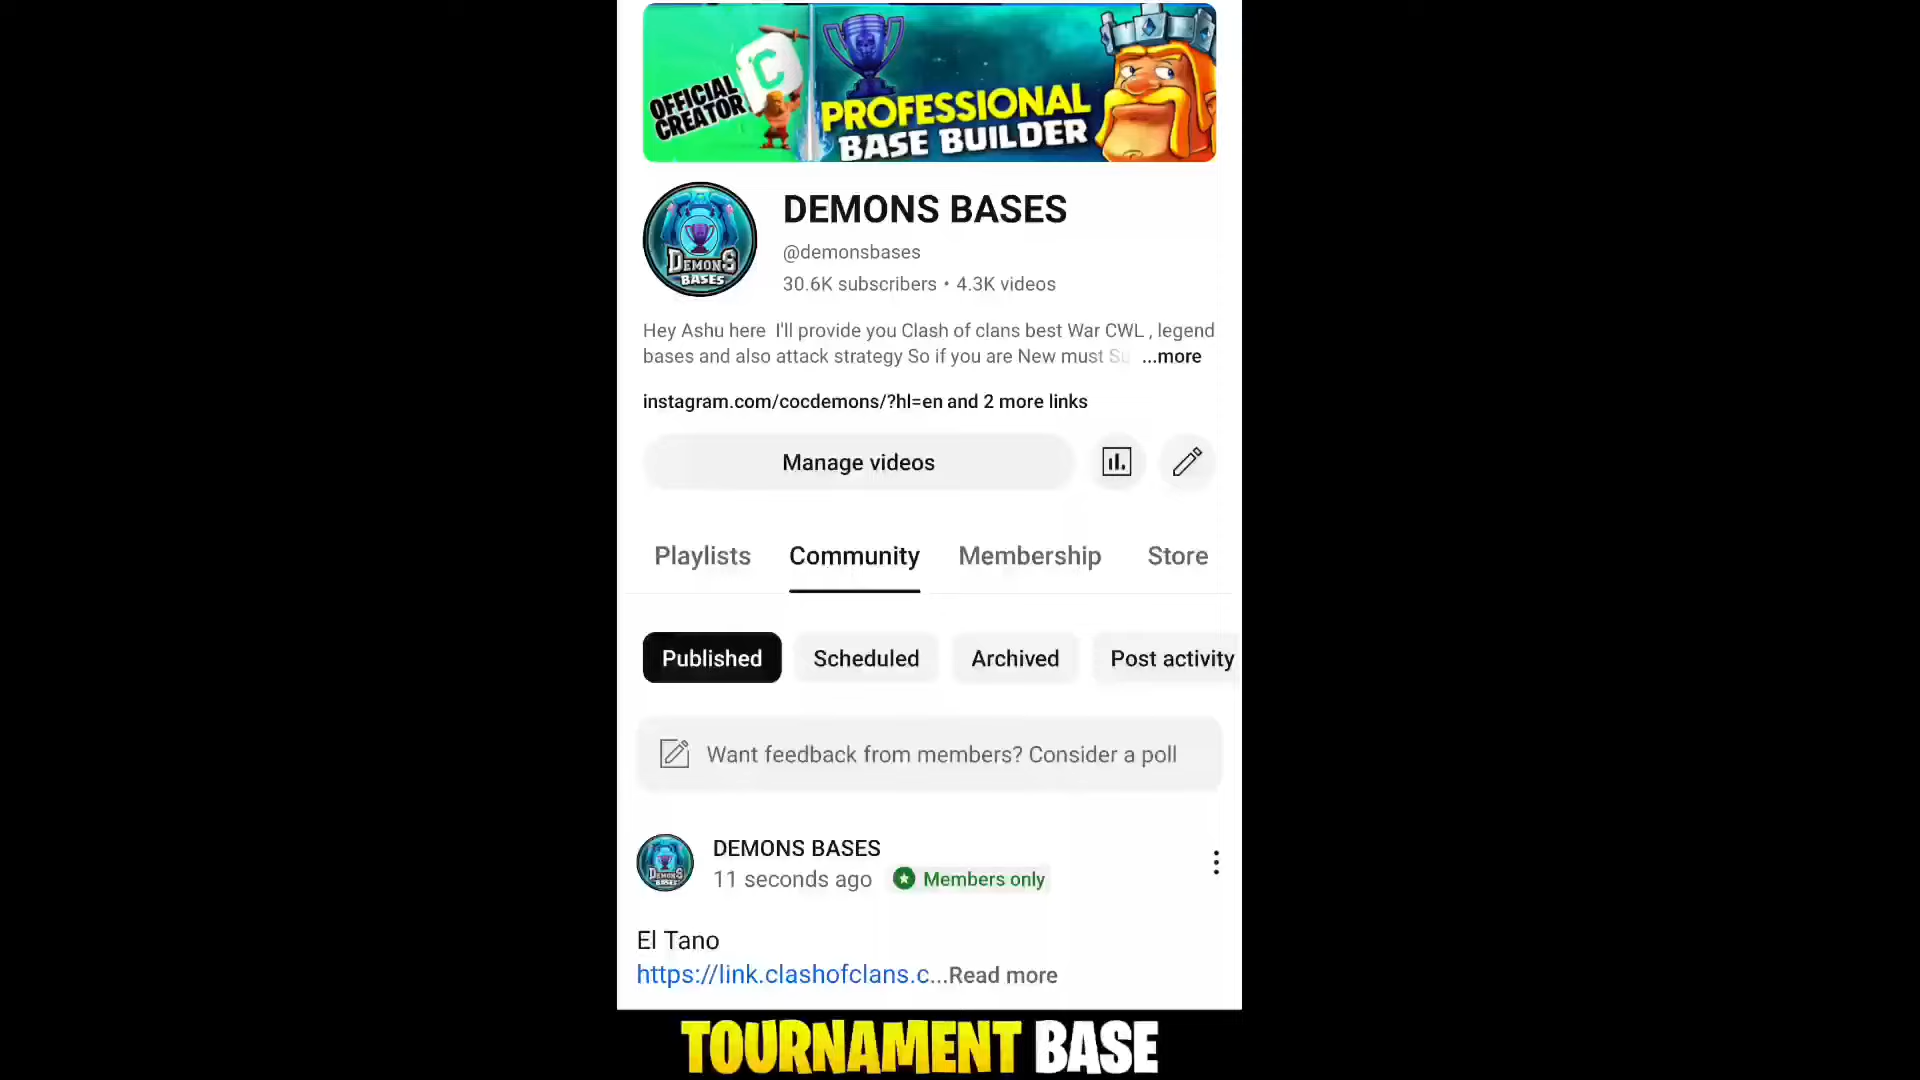 OFFICIAL
CREATOR
C
PROFESSIONAL
BASE BUILDER
DEMONS
BASES
DEMONS BASES
@demonsbases
30.6K subscribers • 4.3K videos
Hey Ashu here I'll provide you Clash of clans best War CWL , legend
bases and also attack strategy So if you are New must Su ...more
instagram.com/cocdemons/?hl=en and 2 more links
Manage videos
Playlists Community Membership Store
Published Scheduled Archived Post activity
Want feedback from members? Consider a poll
DEMONS BASES
11 seconds ago Members only
DEMONS
BASES
El Tano
https://link.clashofclans.c...Read more
TOURNAMENT BASE